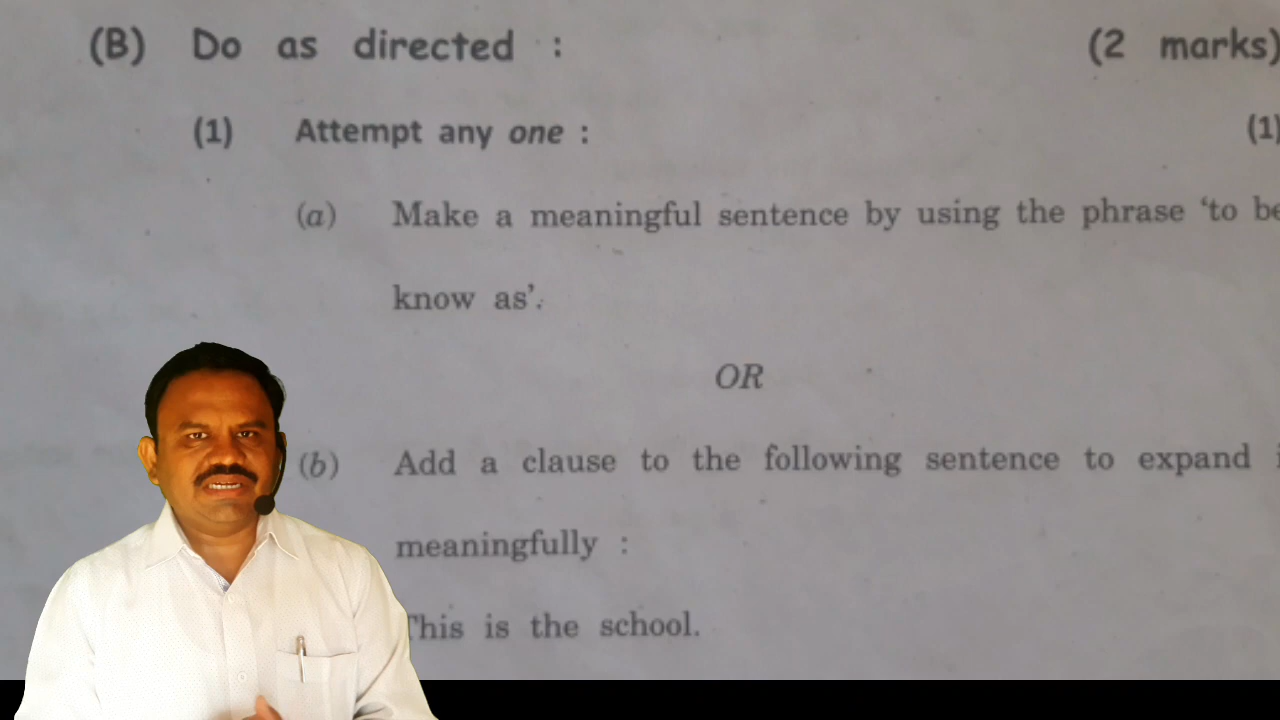 (B) Do as directed : (2 marks)
(1) Attempt any one : (1)
(a) Make a meaningful sentence by using the phrase ‘to be
know as’.
OR
(b) Add a clause to the following sentence to expand
meaningfully :
This is the school.